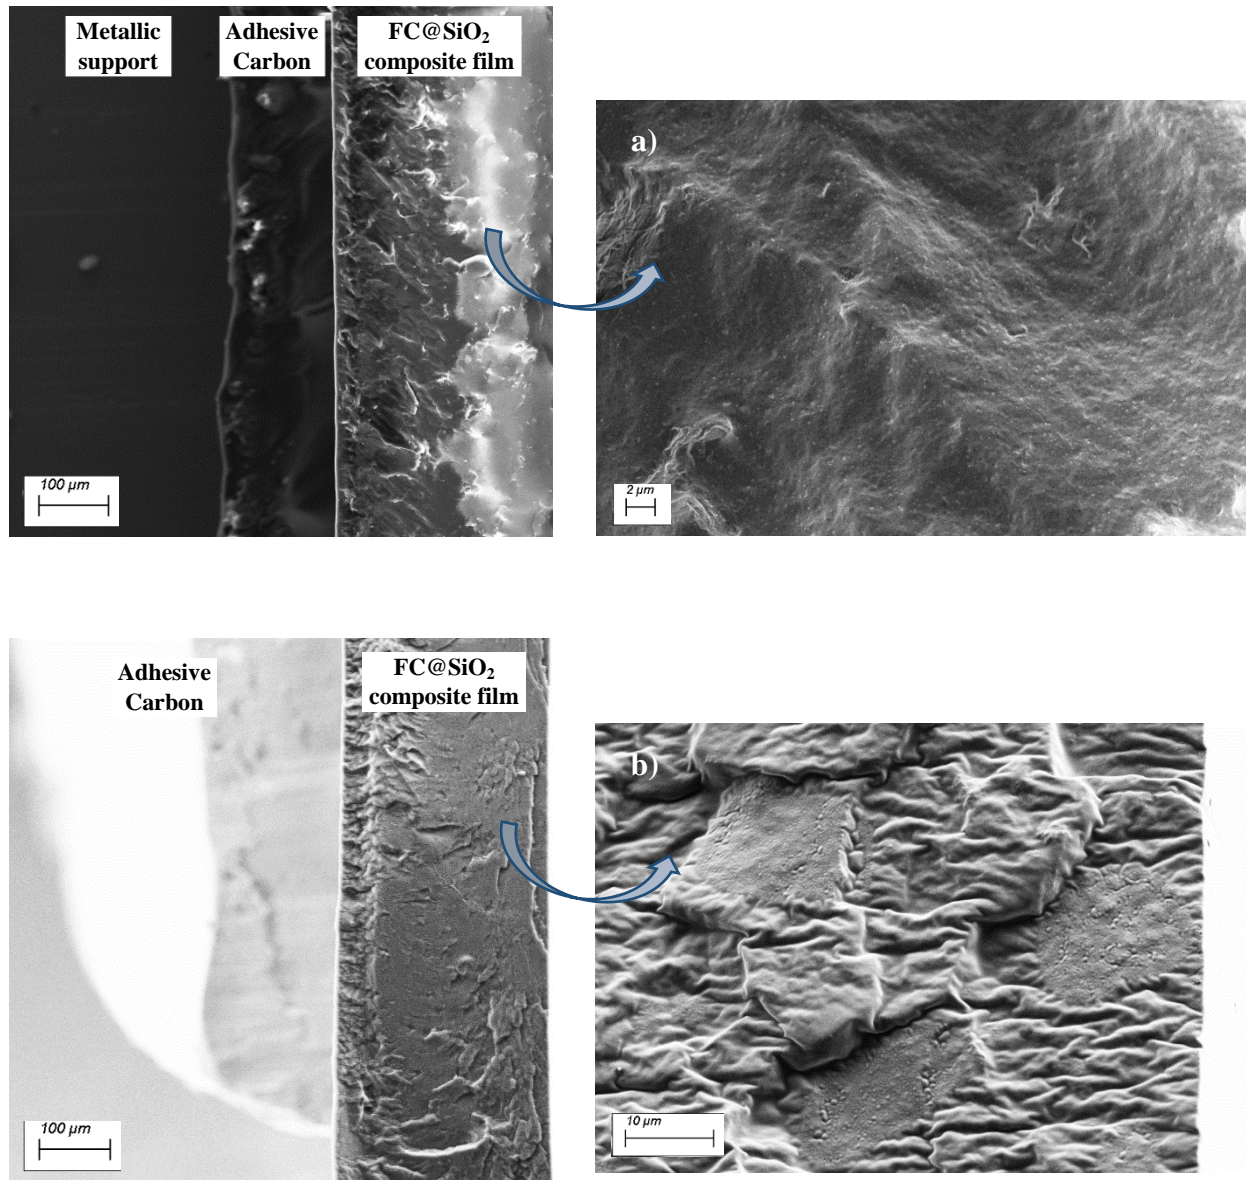 Metallic
support
Adhesive
Carbon
FC@SiO₂
composite film
100 µm
a)
2 µm
Adhesive
Carbon
FC@SiO₂
composite film
100 µm
b)
10 µm